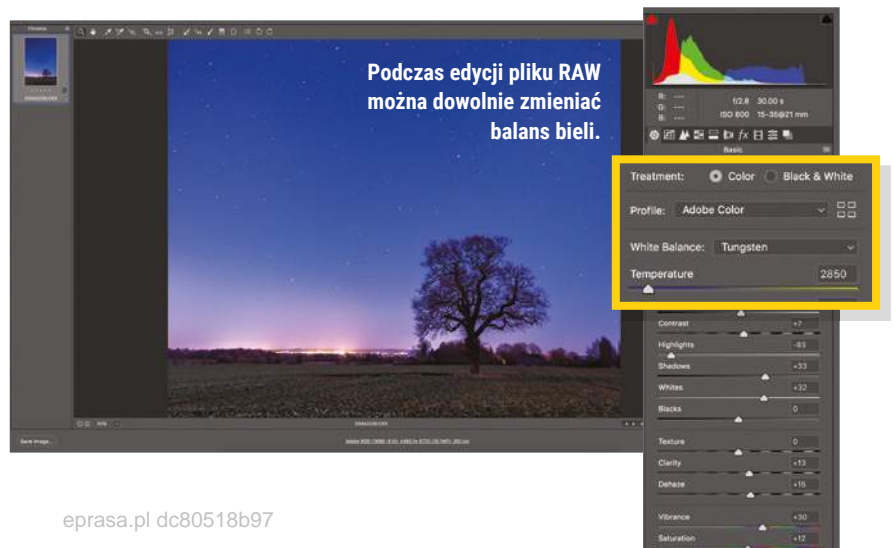 Filmstrip
Podczas edycji pliku RAW
można dowolnie zmieniać
balans bieli.
R: ---
G: ---
B: ---
f/2.8 30.00 s
ISO 800 15-35@21 mm
Basic
Treatment: Color Black & White
Profile: Adobe Color
White Balance: Tungsten
Temperature 2850
Contrast +7
Highlights -83
Shadows +33
Whites +32
Blacks 0
Texture 0
Clarity +13
Dehaze +15
Vibrance +30
Saturation +12
Save Image...
eprasa.pl dc80518b97